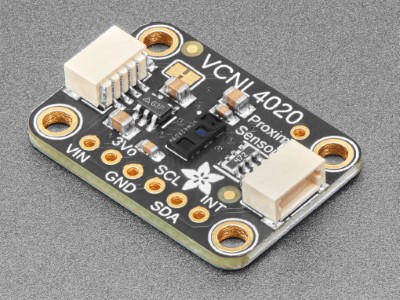 VCNL4020
Proximity
Sensor
VIN
3Vo
GND
SCL
SDA
INT